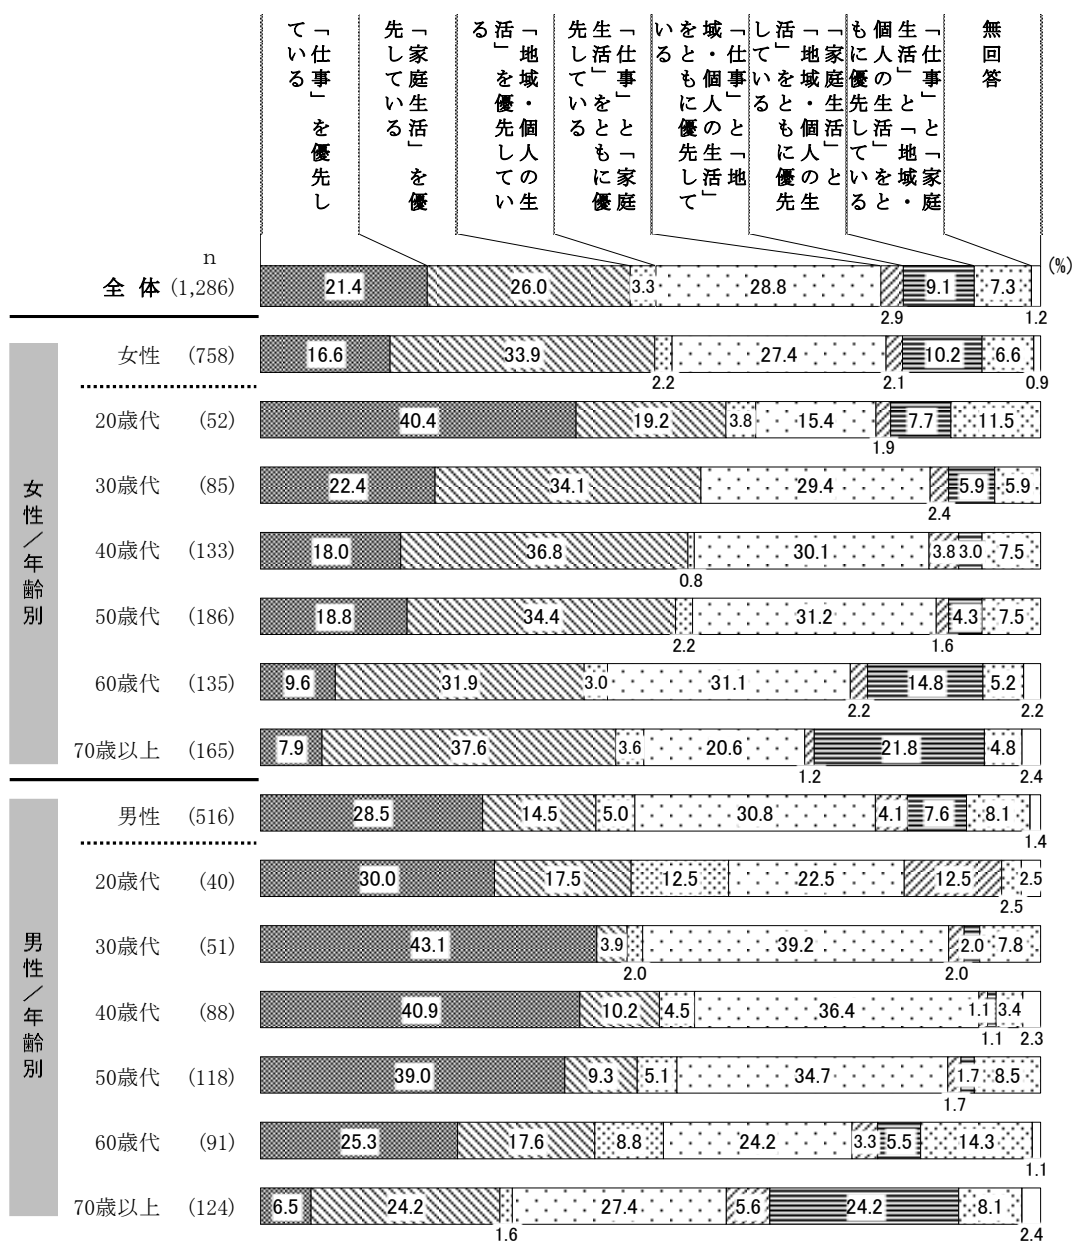 「仕事」を優先し
ている
「家庭生活」を優
先している
「地域・個人の生
活」を優先してい
る
「仕事」と「家庭
生活」をともに優
先している
「仕事」と「地
域・個人の生活」
をともに優先して
いる
「家庭生活」と
「地域・個人の生
活」をともに優先
している
「仕事」と「家庭
生活」と「地域・
個人の生活」をと
もに優先している
無回答
n
(%)
全体 (1,286) 21.4 26.0 3.3 28.8 2.9 9.1 7.3 1.2
女性／年齢別
女性 (758) 16.6 33.9 2.2 27.4 2.1 10.2 6.6 0.9
20歳代 (52) 40.4 19.2 3.8 15.4 1.9 7.7 11.5
30歳代 (85) 22.4 34.1 29.4 2.4 5.9 5.9
40歳代 (133) 18.0 36.8 0.8 30.1 3.8 3.0 7.5
50歳代 (186) 18.8 34.4 2.2 31.2 1.6 4.3 7.5
60歳代 (135) 9.6 31.9 3.0 31.1 2.2 14.8 5.2 2.2
70歳以上 (165) 7.9 37.6 3.6 20.6 1.2 21.8 4.8 2.4
男性／年齢別
男性 (516) 28.5 14.5 5.0 30.8 4.1 7.6 8.1 1.4
20歳代 (40) 30.0 17.5 12.5 22.5 12.5 2.5 2.5
30歳代 (51) 43.1 3.9 2.0 39.2 2.0 2.0 7.8
40歳代 (88) 40.9 10.2 4.5 36.4 1.1 1.1 3.4 2.3
50歳代 (118) 39.0 9.3 5.1 34.7 1.7 1.7 8.5
60歳代 (91) 25.3 17.6 8.8 24.2 3.3 5.5 14.3 1.1
70歳以上 (124) 6.5 24.2 1.6 27.4 5.6 24.2 8.1 2.4